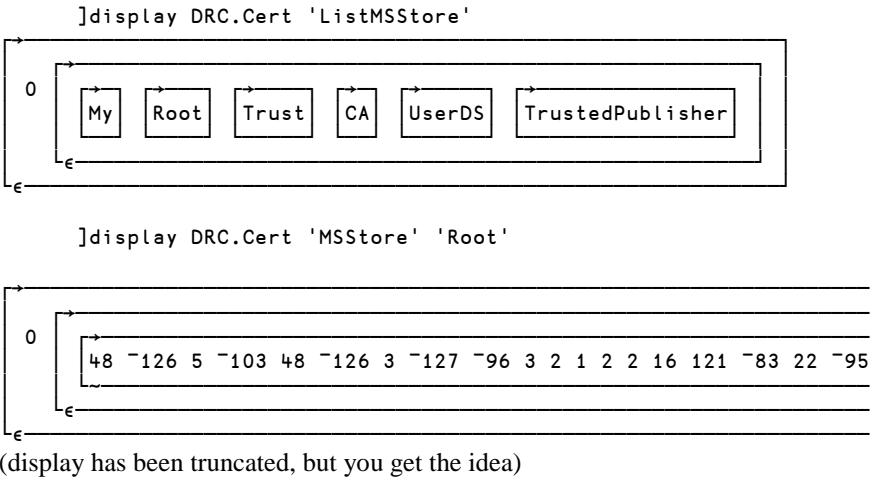 ]display DRC.Cert 'ListMSStore'
0 My Root Trust CA UserDS TrustedPublisher
]display DRC.Cert 'MSStore' 'Root'
0 48 ¯126 5 ¯103 48 ¯126 3 ¯127 ¯96 3 2 1 2 2 16 121 ¯83 22 ¯95
(display has been truncated, but you get the idea)